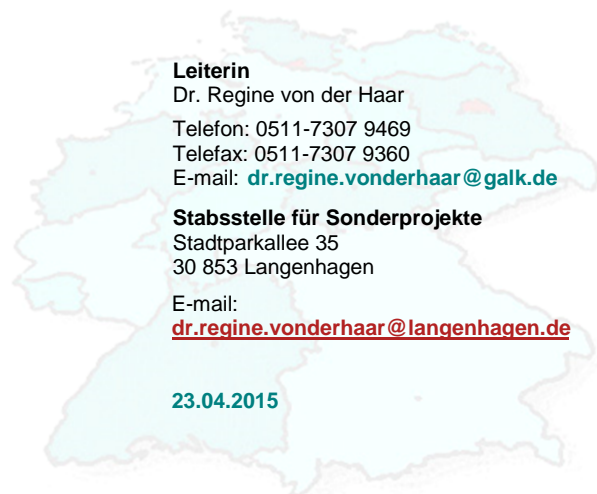 Leiterin
Dr. Regine von der Haar
Telefon: 0511-7307 9469
Telefax: 0511-7307 9360
E-mail: dr.regine.vonderhaar@galk.de
Stabsstelle für Sonderprojekte
Stadtparkallee 35
30 853 Langenhagen
E-mail:
dr.regine.vonderhaar@langenhagen.de
23.04.2015